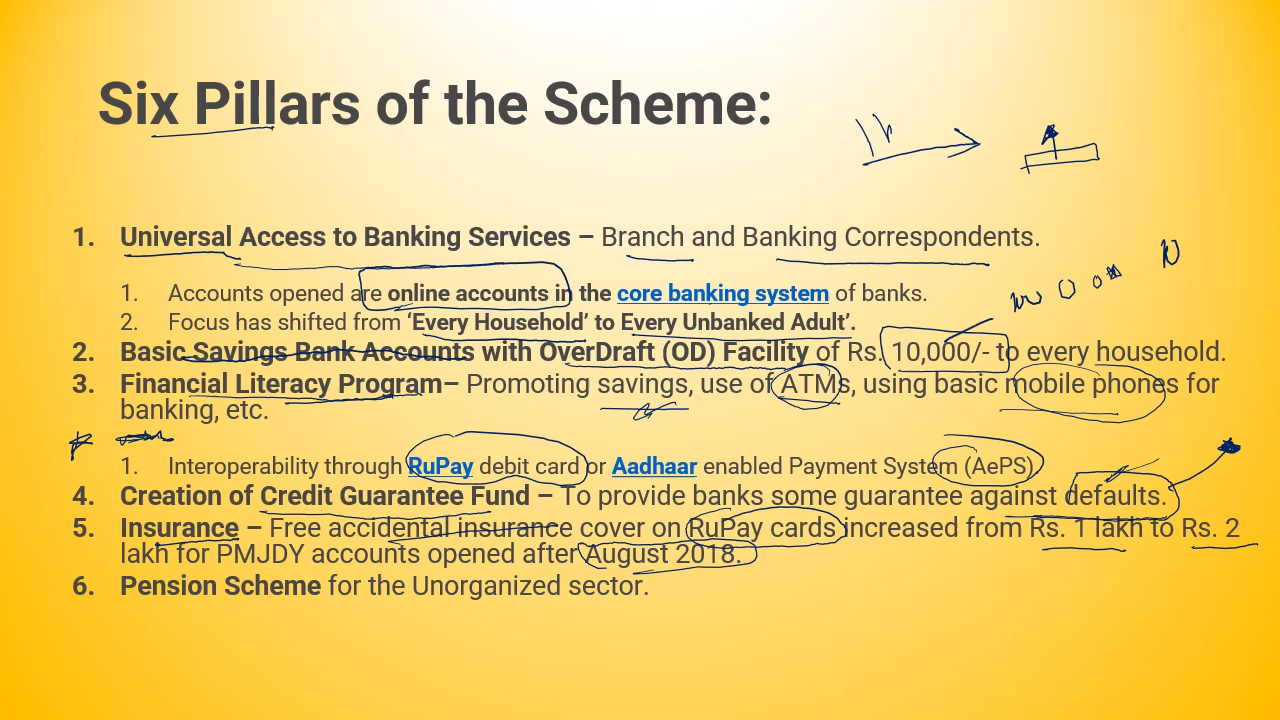 Six Pillars of the Scheme:
1. Universal Access to Banking Services – Branch and Banking Correspondents.
1. Accounts opened are online accounts in the core banking system of banks.
2. Focus has shifted from ‘Every Household’ to Every Unbanked Adult’.
2. Basic Savings Bank Accounts with OverDraft (OD) Facility of Rs. 10,000/- to every household.
3. Financial Literacy Program– Promoting savings, use of ATMs, using basic mobile phones for
banking, etc.
1. Interoperability through RuPay debit card or Aadhaar enabled Payment System (AePS)
4. Creation of Credit Guarantee Fund – To provide banks some guarantee against defaults.
5. Insurance – Free accidental insurance cover on RuPay cards increased from Rs. 1 lakh to Rs. 2
lakh for PMJDY accounts opened after August 2018.
6. Pension Scheme for the Unorganized sector.